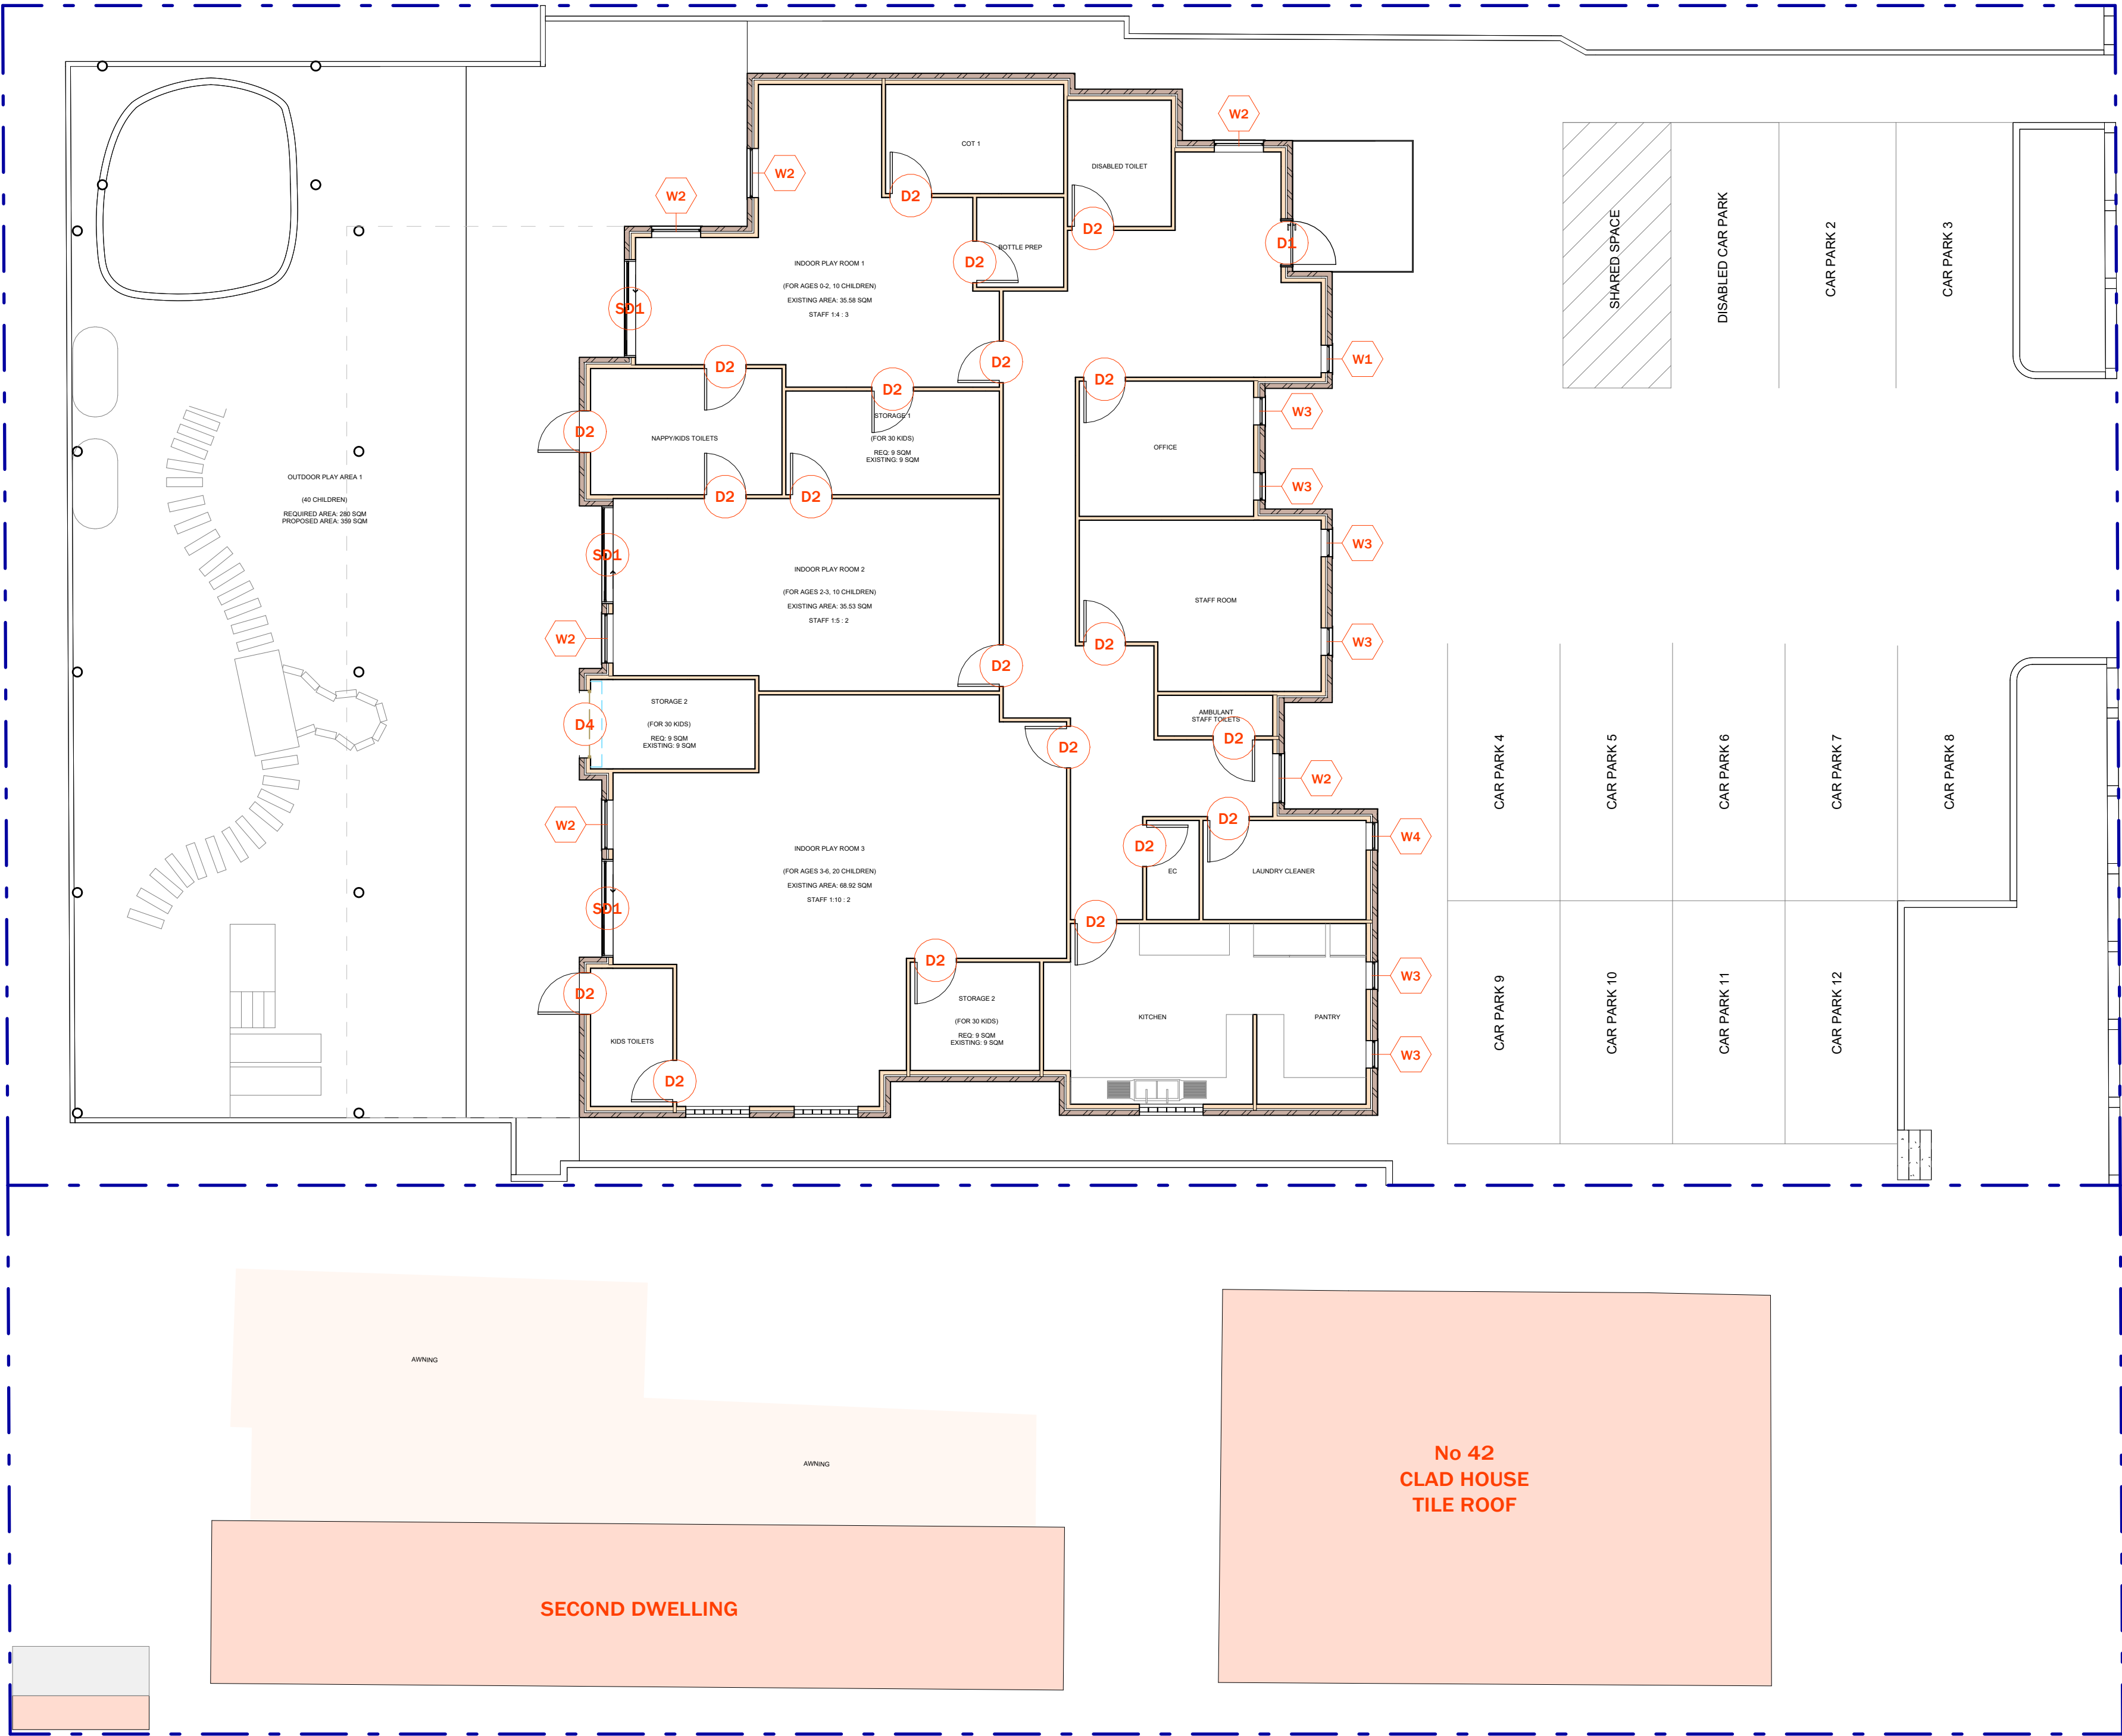 W2
COT 1
DISABLED TOILET
W2
W2
D2
D2
D1
BOTTLE PREP
D2
INDOOR PLAY ROOM 1
(FOR AGES 0-2, 10 CHILDREN)
EXISTING AREA: 35.58 SQM
STAFF 1:4 : 3
SD1
SHARED SPACE
DISABLED CAR PARK
CAR PARK 2
CAR PARK 3
D2
D2
D2
D2
W1
W3
STORAGE 1
(FOR 30 KIDS)
REQ: 9 SQM
EXISTING: 9 SQM
D2
NAPPY/KIDS TOILETS
OFFICE
W3
D2
D2
OUTDOOR PLAY AREA 1
(40 CHILDREN)
REQUIRED AREA: 280 SQM
PROPOSED AREA: 359 SQM
SD1
W3
INDOOR PLAY ROOM 2
(FOR AGES 2-3, 10 CHILDREN)
EXISTING AREA: 35.53 SQM
STAFF 1:5 : 2
STAFF ROOM
W2
D2
W3
D2
STORAGE 2
(FOR 30 KIDS)
REQ: 9 SQM
EXISTING: 9 SQM
D4
AMBULANT
STAFF TOILETS
D2
D2
W2
CAR PARK 4
CAR PARK 5
CAR PARK 6
CAR PARK 7
CAR PARK 8
W2
D2
D2
W4
INDOOR PLAY ROOM 3
(FOR AGES 3-6, 20 CHILDREN)
EXISTING AREA: 68.92 SQM
STAFF 1:10 : 2
EC
LAUNDRY CLEANER
SD1
D2
D2
W3
D2
STORAGE 2
(FOR 30 KIDS)
REQ: 9 SQM
EXISTING: 9 SQM
KITCHEN
PANTRY
KIDS TOILETS
W3
D2
CAR PARK 9
CAR PARK 10
CAR PARK 11
CAR PARK 12
AWNING
AWNING
No 42
CLAD HOUSE
TILE ROOF
SECOND DWELLING